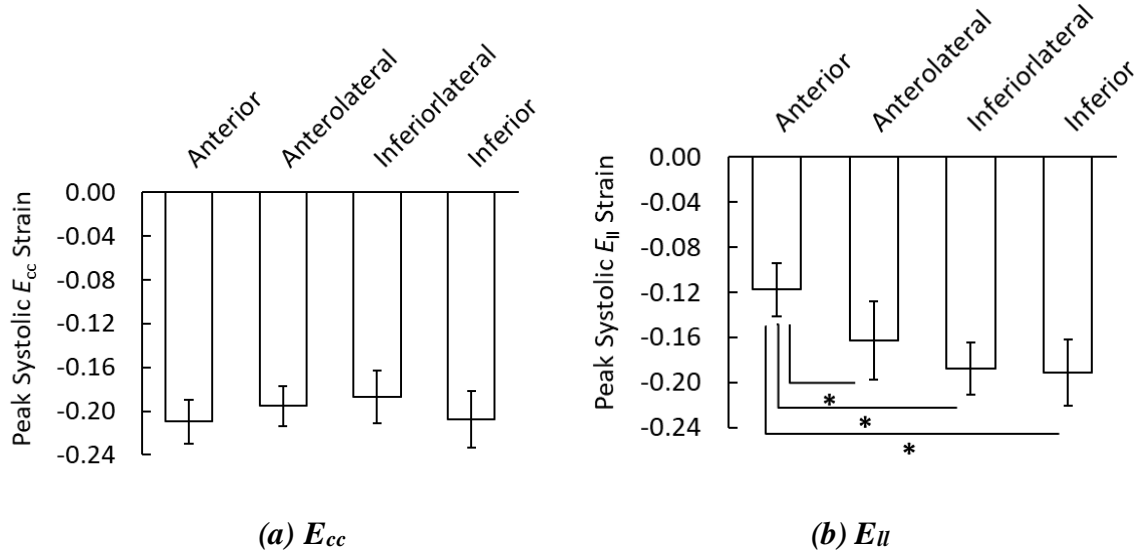 Anterior
Anterolateral
Inferiorlateral
Inferior
Peak Systolic Ecc Strain
0.00
-0.04
-0.08
-0.12
-0.16
-0.20
-0.24
(a) Ecc
Anterior
Anterolateral
Inferiorlateral
Inferior
Peak Systolic Ell Strain
0.00
-0.04
-0.08
-0.12
-0.16
-0.20
-0.24
*
*
*
(b) Ell